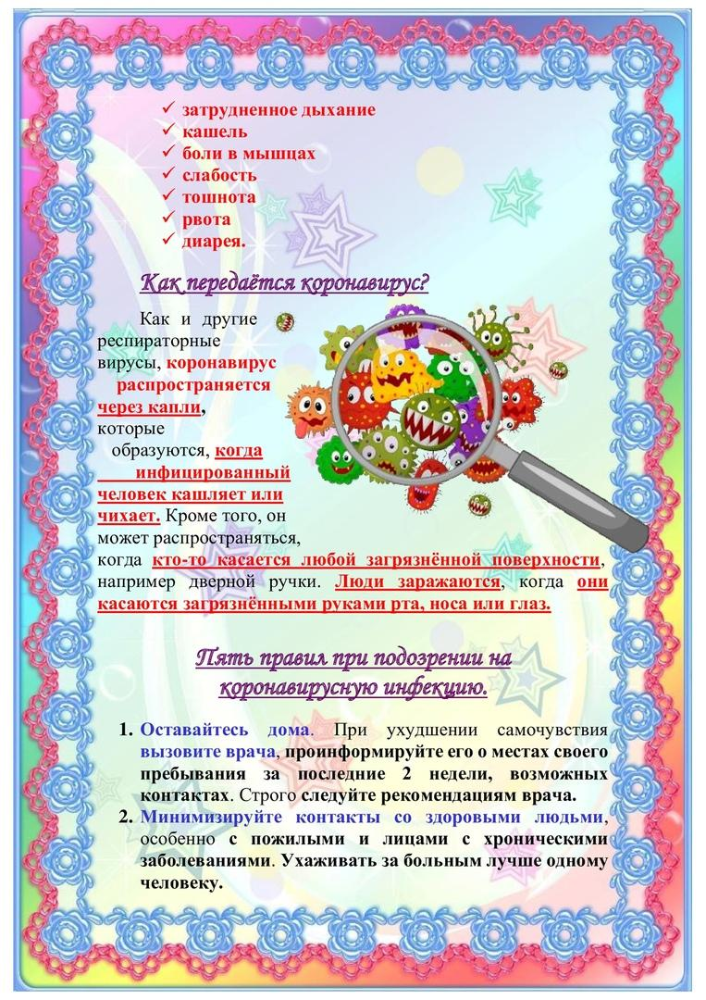 ✓ затрудненное дыхание
✓ кашель
✓ боли в мышцах
✓ слабость
✓ тошнота
✓ рвота
✓ диарея.
Как передаётся коронавирус?
Как и другие
респираторные
вирусы, коронавирус
распространяется
через капли,
которые
образуются, когда
инфицированный
человек кашляет или
чихает. Кроме того, он
может распространяться,
когда кто-то касается любой загрязнённой поверхности,
например дверной ручки. Люди заражаются, когда они
касаются загрязнёнными руками рта, носа или глаз.
Пять правил при подозрении на
коронавирусную инфекцию.
1. Оставайтесь дома. При ухудшении самочувствия
вызовите врача, проинформируйте его о местах своего
пребывания за последние 2 недели, возможных
контактах. Строго следуйте рекомендациям врача.
2. Минимизируйте контакты со здоровыми людьми,
особенно с пожилыми и лицами с хроническими
заболеваниями. Ухаживать за больным лучше одному
человеку.